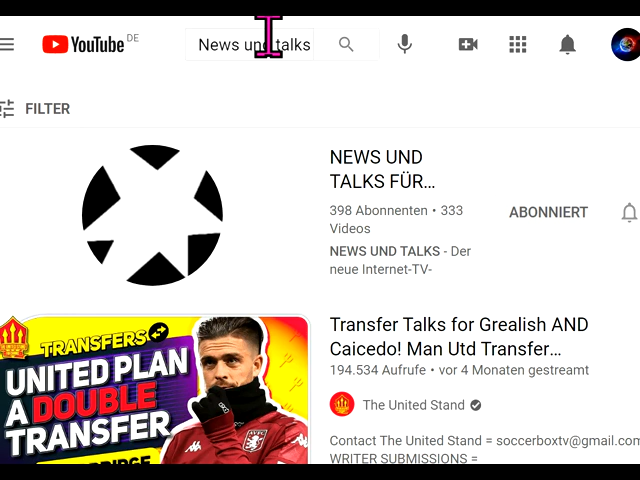 YouTube DE
News und talks
FILTER
NEWS UND
TALKS FÜR...
398 Abonnenten • 333
Videos
ABONNIERT
NEWS UND TALKS - Der
neue Internet-TV-
TRANSFERS
UNITED PLAN
A DOUBLE
TRANSFER
Transfer Talks for Grealish AND
Caicedo! Man Utd Transfer...
194.534 Aufrufe • vor 4 Monaten gestreamt
The United Stand
Contact The United Stand = soccerboxtv@gmail.com
WRITER SUBMISSIONS =